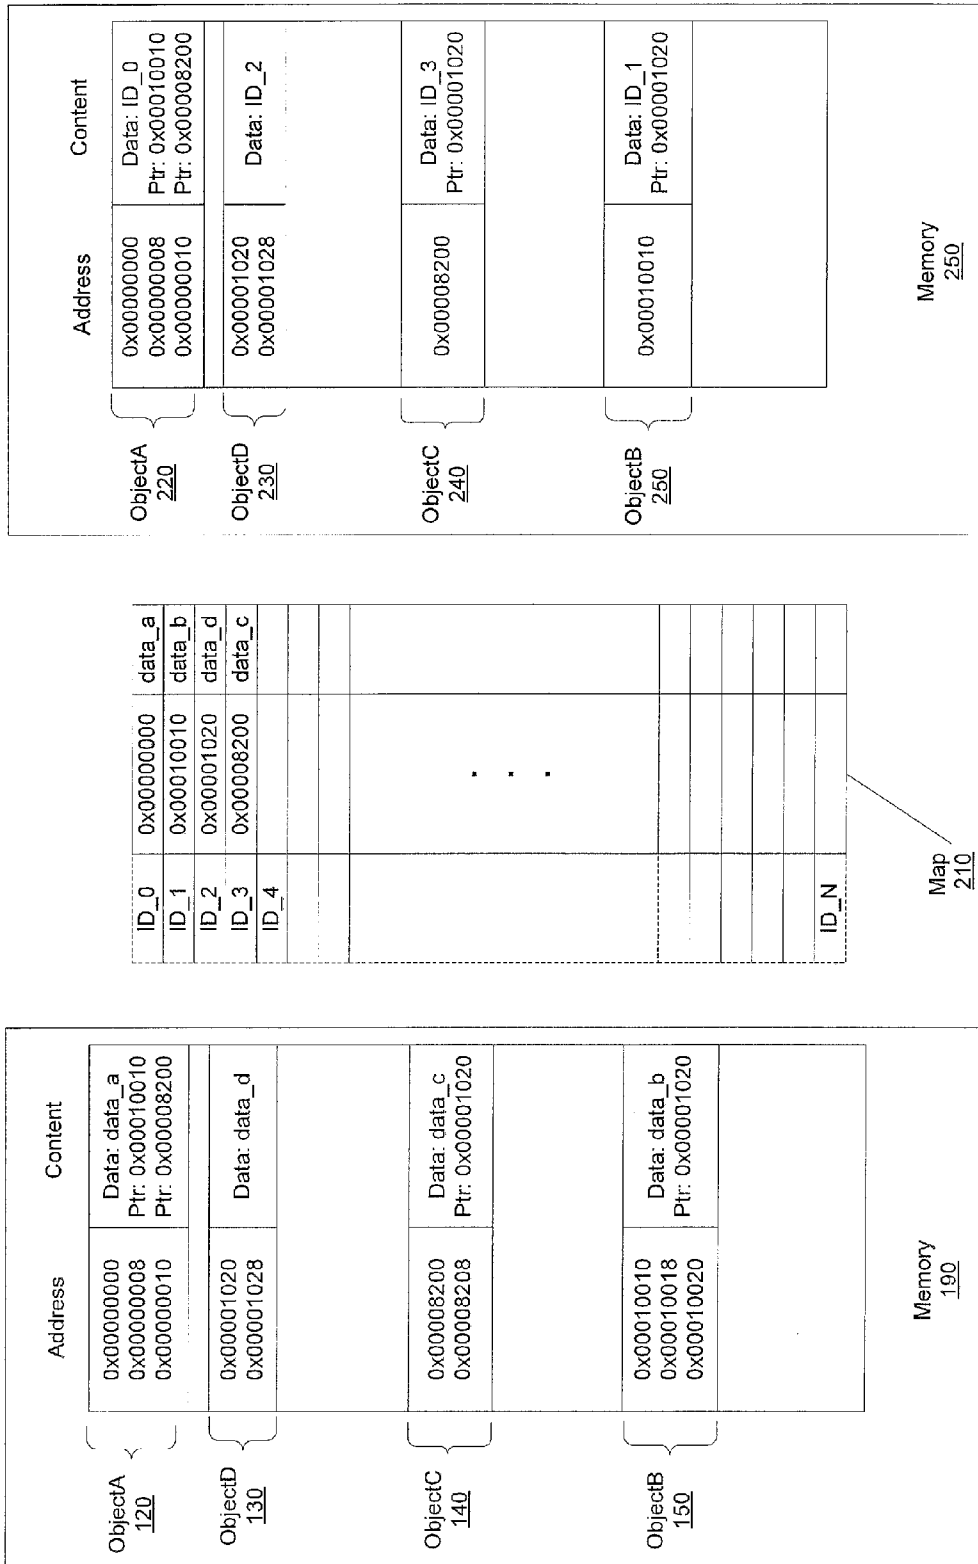 Address
Content
ObjectA
120
0x00000000
0x00000008
0x00000010
Data: data_a
Ptr: 0x00010010
Ptr: 0x00008200
ObjectD
130
0x00001020
0x00001028
Data: data_d
ObjectC
140
0x00008200
0x00008208
Data: data_c
Ptr: 0x00001020
ObjectB
150
0x00010010
0x00010018
0x00010020
Data: data_b
Ptr: 0x00001020
Memory
190
ID_0 0x00000000 data_a
ID_1 0x00010010 data_b
ID_2 0x00001020 data_d
ID_3 0x00008200 data_c
ID_4
ID_N
Map
210
Address
Content
ObjectA
220
0x00000000
0x00000008
0x00000010
Data: ID_0
Ptr: 0x00010010
Ptr: 0x00008200
ObjectD
230
0x00001020
0x00001028
Data: ID_2
ObjectC
240
0x00008200
Data: ID_3
Ptr: 0x00001020
ObjectB
250
0x00010010
Data: ID_1
Ptr: 0x00001020
Memory
250